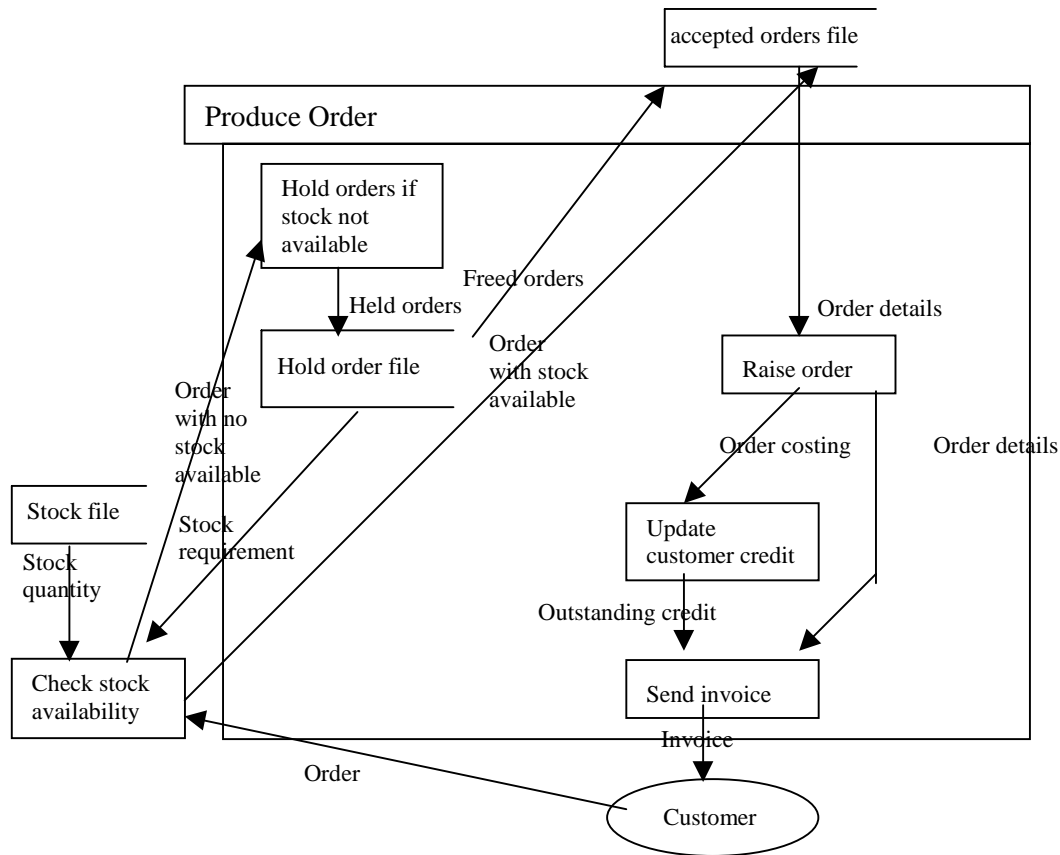 accepted orders file
Produce Order
Hold orders if
stock not
available
Freed orders
Held orders
Order details
Hold order file
Order
with stock
available
Raise order
Order
with no
stock
available
Order costing
Order details
Stock file
Stock
requirement
Update
customer credit
Stock
quantity
Outstanding credit
Check stock
availability
Send invoice
Invoice
Order
Customer